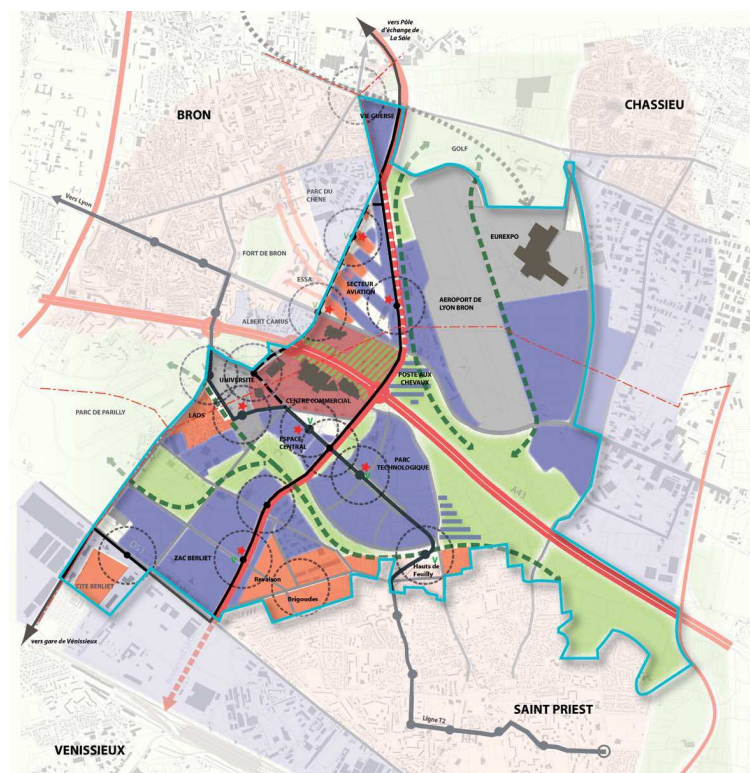 vers Pôle
d'échange de
La Soie
BRON
CHASSIEU
VIE GUERSE
GOLF
Vers Lyon
PARC DU
CHENE
EUREXPO
FORT DE BRON
ESSA
SECTEUR
AVIATION
AEROPORT DE
LYON BRON
ALBERT CAMUS
UNIVERSITE
PORTE AUX
CHEVAUX
CENTRE COMMERCIAL
PARC DE PARILLY
LADS
ESPACE
CENTRAL
PARC
TECHNOLOGIQUE
A43
ZAC BERLIET
CITE BERLIET
Revaison
Hauts de
Feuilly
Brigoudes
vers gare de Vénissieux
SAINT PRIEST
Ligne T2
VENISSIEUX